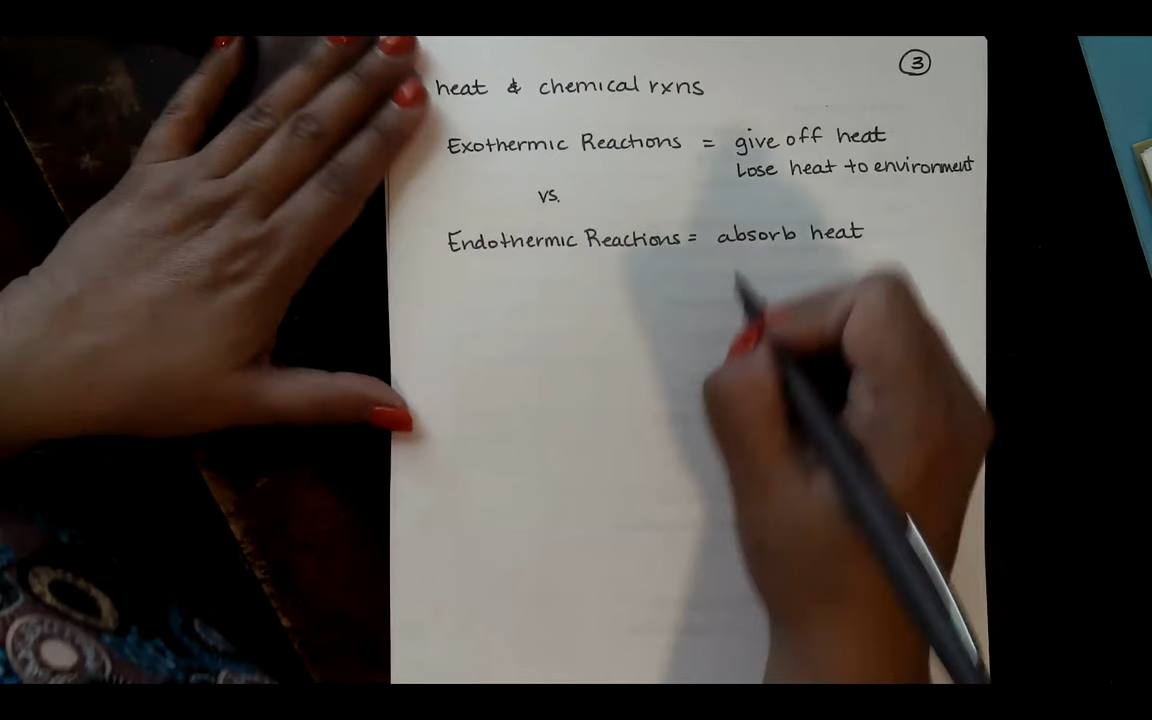 3
heat & chemical rxns
Exothermic Reactions = give off heat
Lose heat to environment
vs.
Endothermic Reactions = absorb heat